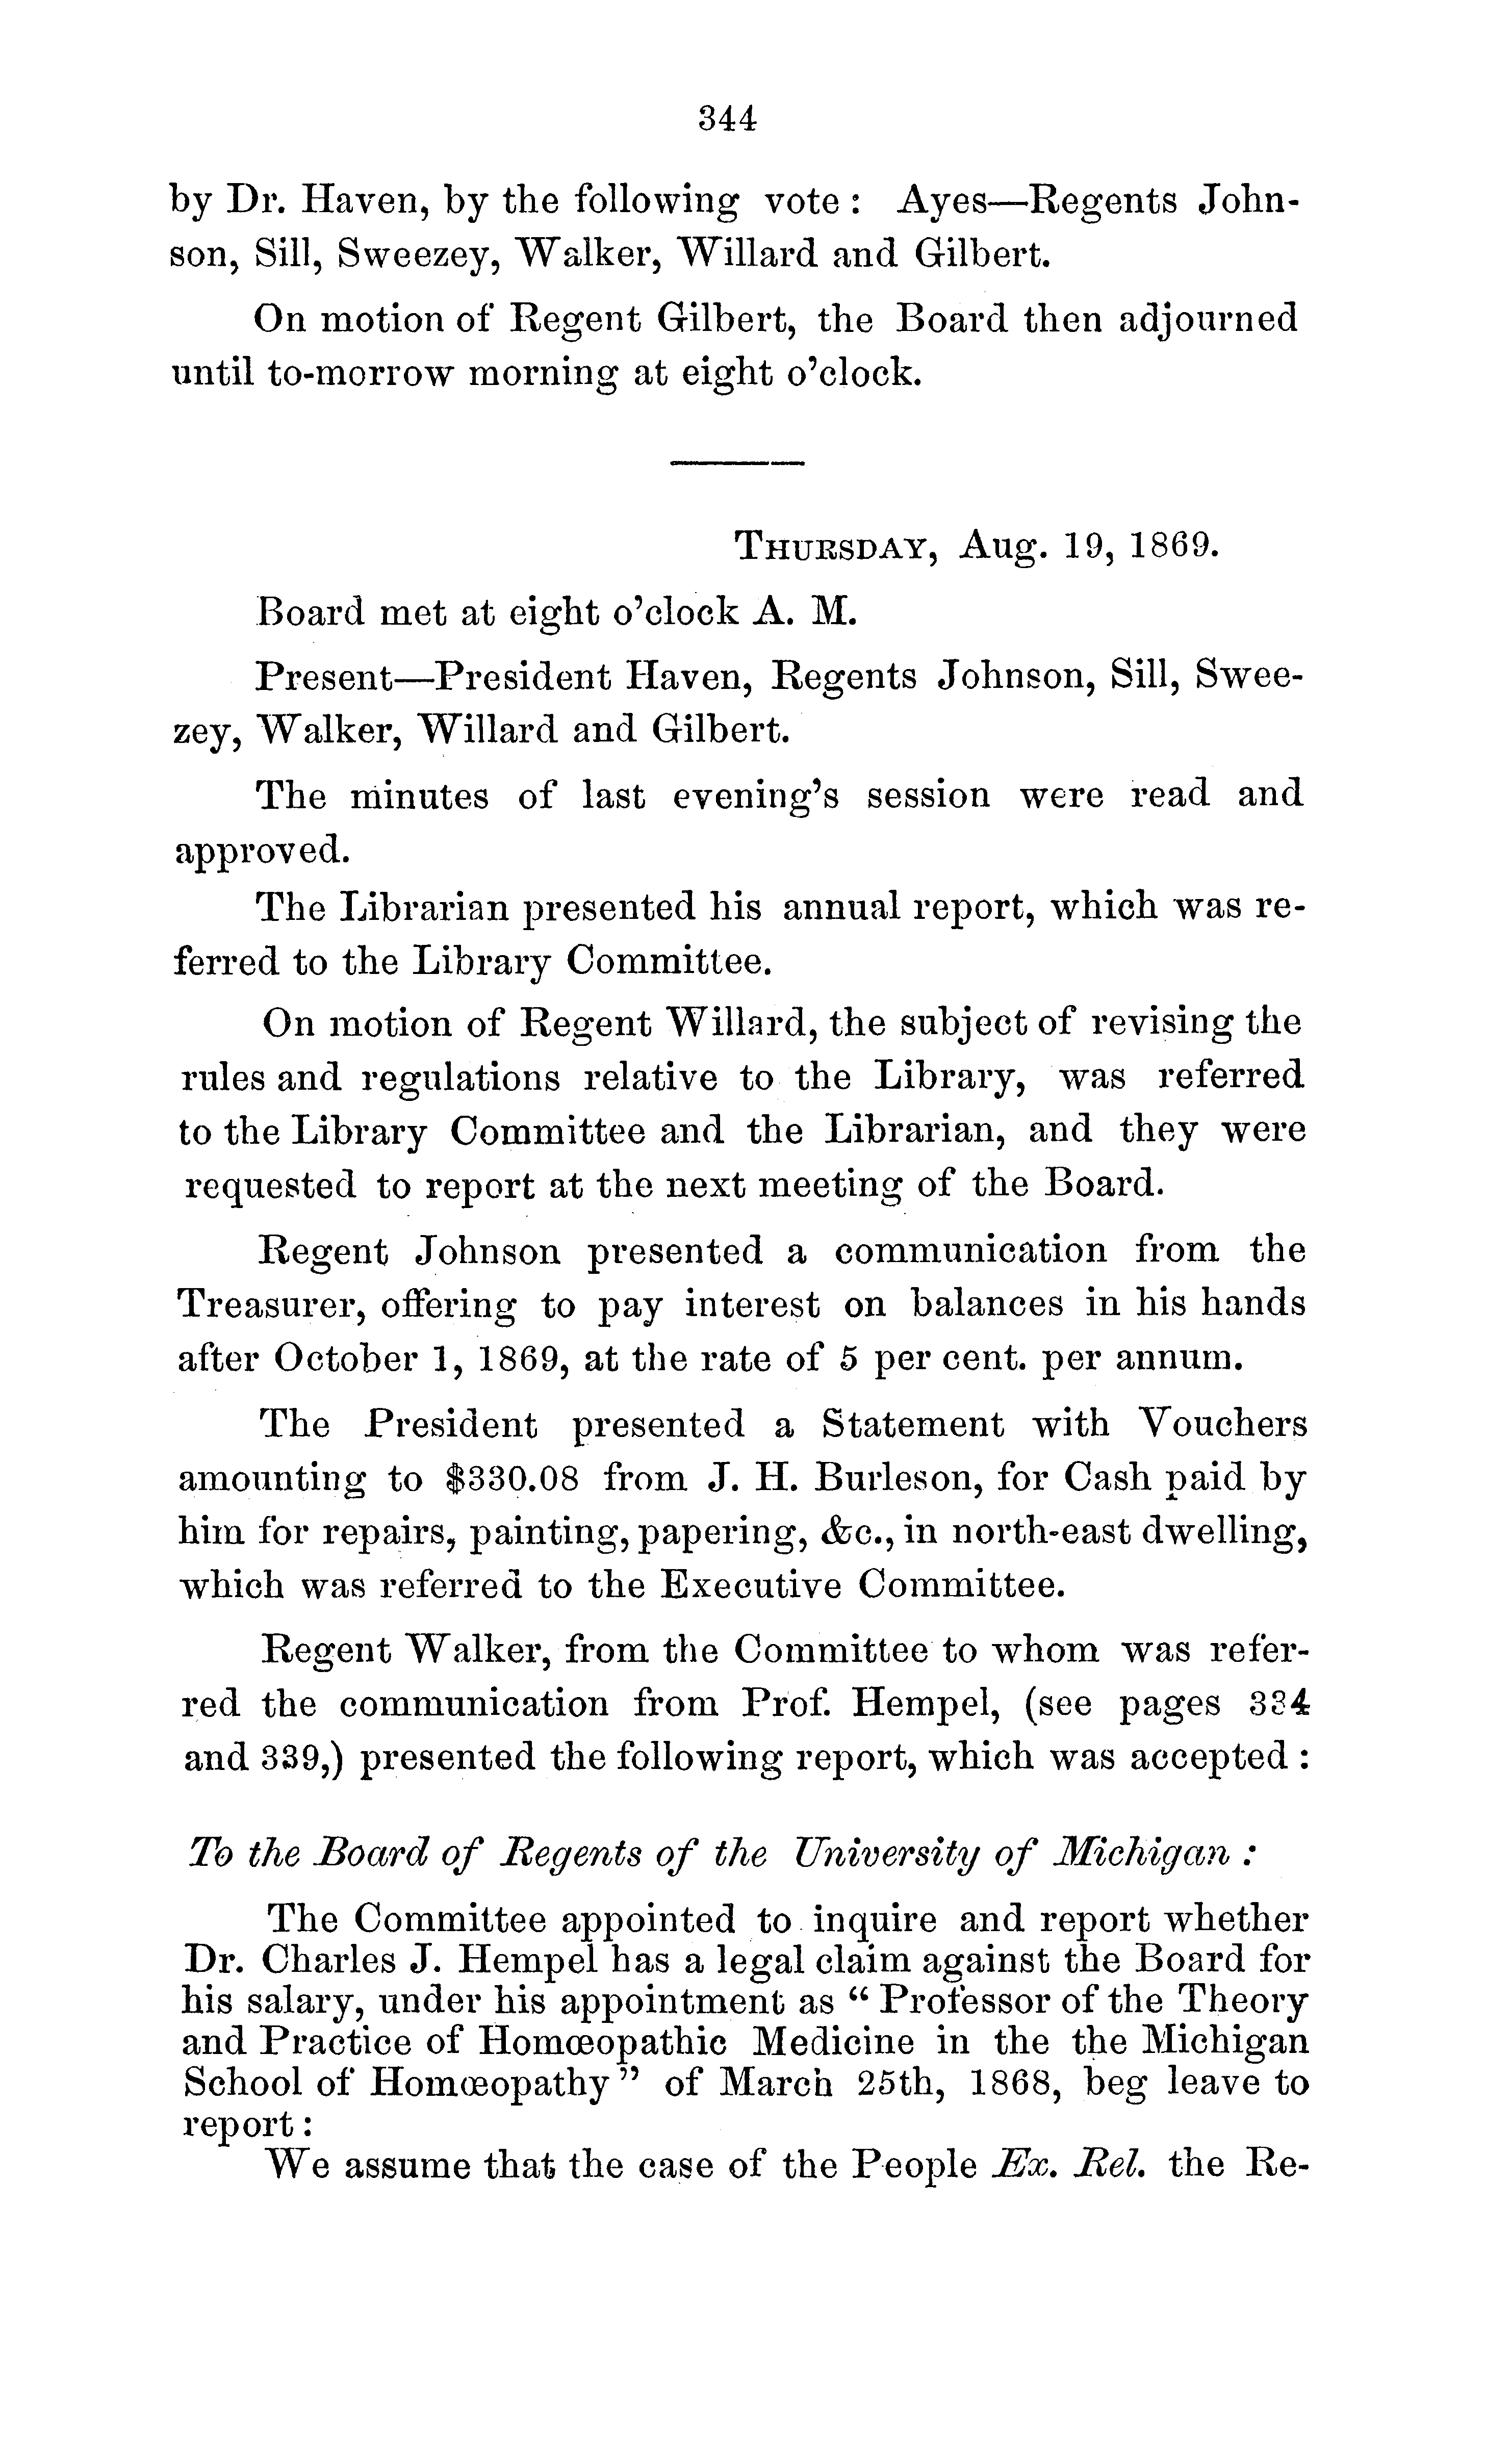 344
by Dr. Haven, by the following vote : Ayes—Regents John-
son, Sill, Sweezey, Walker, Willard and Gilbert.
On motion of Regent Gilbert, the Board then adjourned
until to-morrow morning at eight o'clock.
THURSDAY, Aug. 19, 1869.
Board met at eight o'clock A. M.
Present—President Haven, Regents Johnson, Sill, Swee-
zey, Walker, Willard and Gilbert.
The minutes of last evening's session were read and
approved.
The Librarian presented his annual report, which was re-
ferred to the Library Committee.
On motion of Regent Willard, the subject of revising the
rules and regulations relative to the Library, was referred
to the Library Committee and the Librarian, and they were
requested to report at the next meeting of the Board.
Regent Johnson presented a communication from the
Treasurer, offering to pay interest on balances in his hands
after October 1, 1869, at the rate of 5 per cent. per annum.
The President presented a Statement with Vouchers
amounting to $330.08 from J. H. Burleson, for Cash paid by
him for repairs, painting, papering, &c., in north-east dwelling,
which was referred to the Executive Committee.
Regent Walker, from the Committee to whom was refer-
red the communication from Prof. Hempel, (see pages 334
and 339,) presented the following report, which was accepted :
To the Board of Regents of the University of Michigan :
The Committee appointed to inquire and report whether
Dr. Charles J. Hempel has a legal claim against the Board for
his salary, under his appointment as “ Professor of the Theory
and Practice of Homœopathic Medicine in the the Michigan
School of Homœopathy ” of March 25th, 1868, beg leave to
report :
We assume that the case of the People Ex. Rel. the Re-